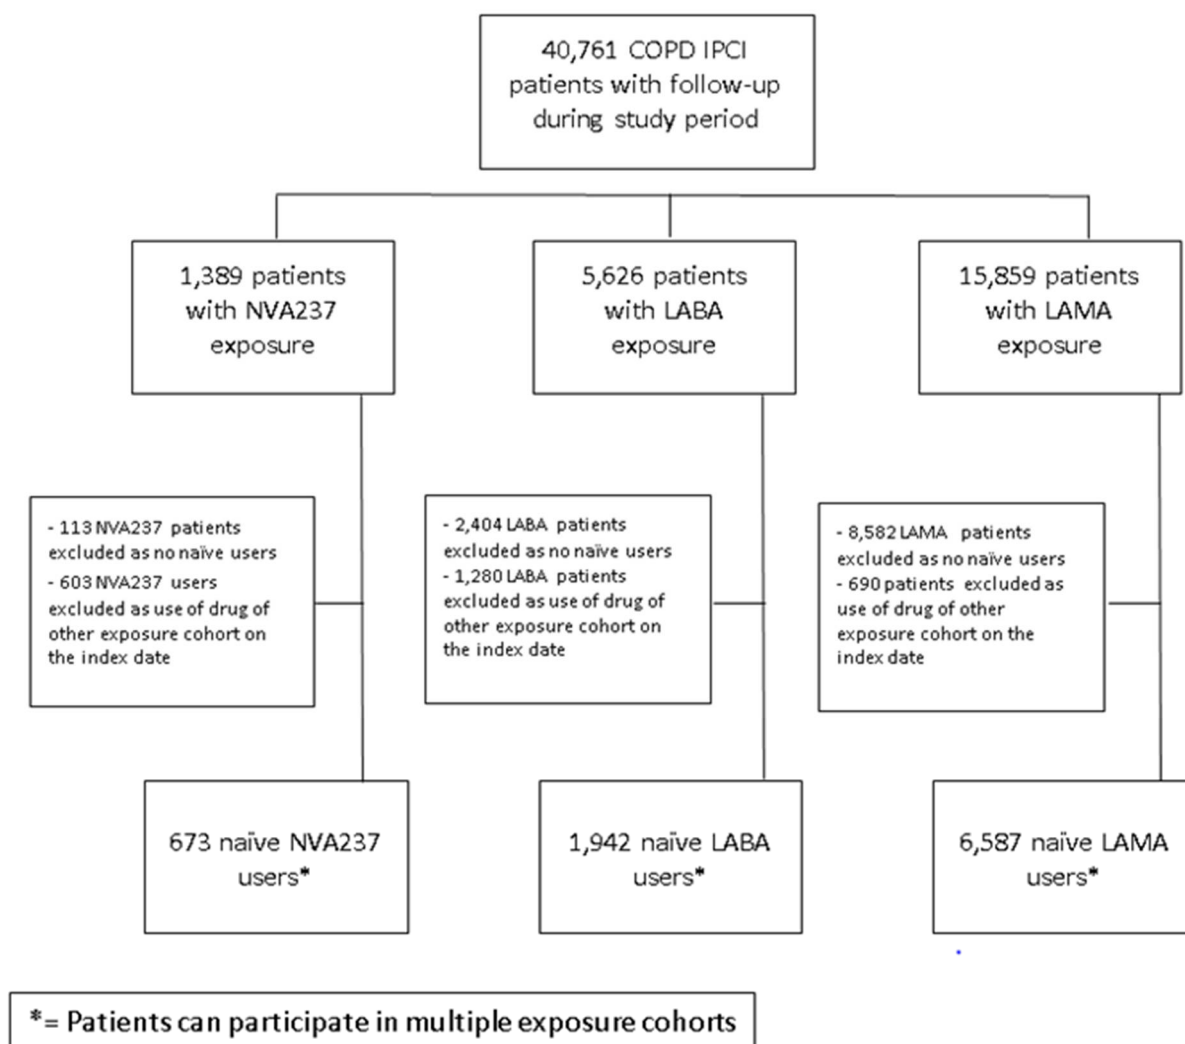 40,761 COPD IPCI
patients with follow-up
during study period
1,389 patients
with NVA237
exposure
5,626 patients
with LABA
exposure
15,859 patients
with LAMA
exposure
- 113 NVA237 patients
excluded as no naïve users
- 603 NVA237 users
excluded as use of drug of
other exposure cohort on
the index date
- 2,404 LABA patients
excluded as no naïve users
- 1,280 LABA patients
excluded as use of drug of
other exposure cohort on
the index date
- 8,582 LAMA patients
excluded as no naïve users
- 690 patients excluded as
use of drug of other
exposure cohort on the
index date
673 naïve NVA237
users*
1,942 naïve LABA
users*
6,587 naïve LAMA
users*
*= Patients can participate in multiple exposure cohorts